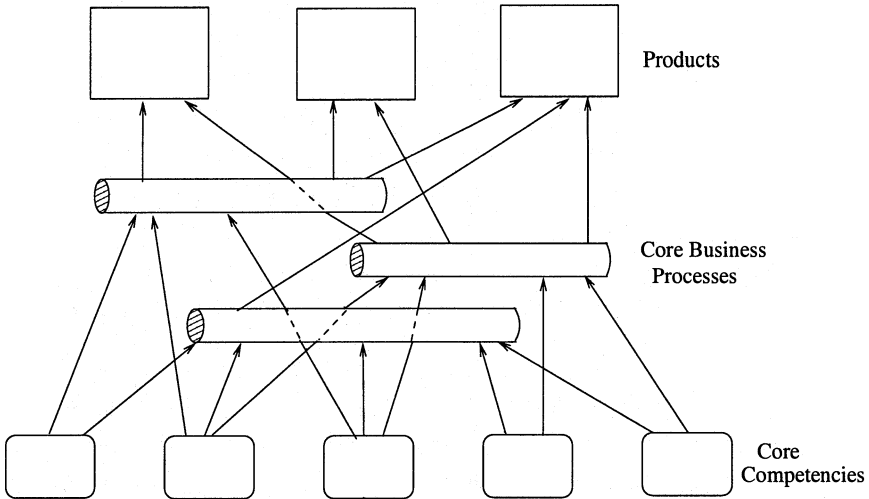 Products
Core Business
Processes
Core
Competencies